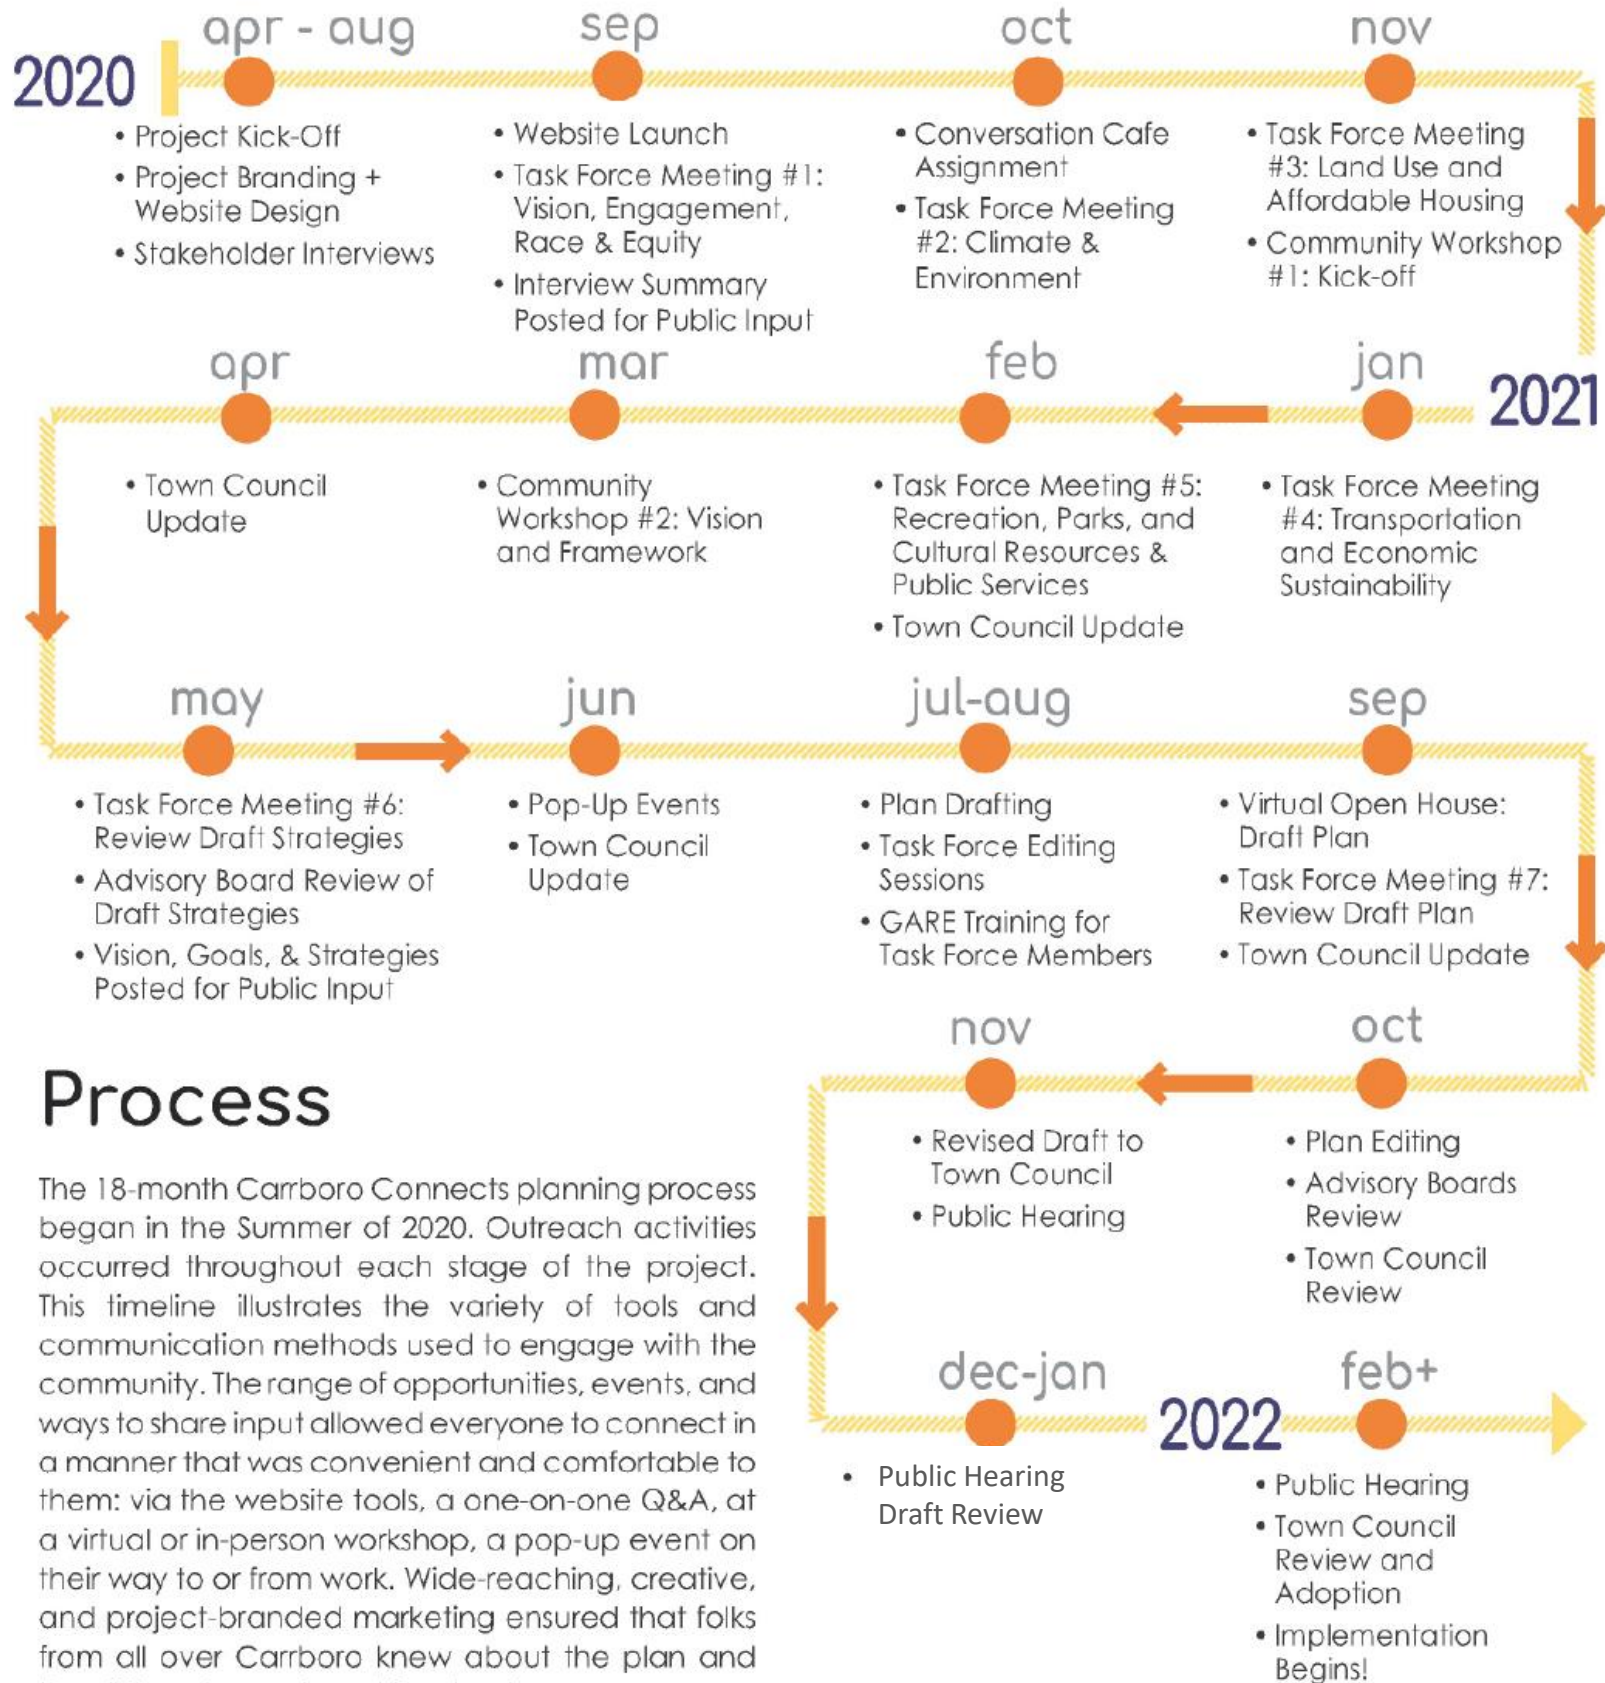 2020
apr - aug
• Project Kick-Off
• Project Branding +
Website Design
• Stakeholder Interviews
sep
• Website Launch
• Task Force Meeting #1:
Vision, Engagement,
Race & Equity
• Interview Summary
Posted for Public Input
oct
• Conversation Cafe
Assignment
• Task Force Meeting
#2: Climate &
Environment
nov
• Task Force Meeting
#3: Land Use and
Affordable Housing
• Community Workshop
#1: Kick-off
2021
jan
• Task Force Meeting
#4: Transportation
and Economic
Sustainability
feb
• Task Force Meeting #5:
Recreation, Parks, and
Cultural Resources &
Public Services
• Town Council Update
mar
• Community
Workshop #2: Vision
and Framework
apr
• Town Council
Update
may
• Task Force Meeting #6:
Review Draft Strategies
• Advisory Board Review of
Draft Strategies
• Vision, Goals, & Strategies
Posted for Public Input
jun
• Pop-Up Events
• Town Council
Update
jul-aug
• Plan Drafting
• Task Force Editing
Sessions
• GARE Training for
Task Force Members
sep
• Virtual Open House:
Draft Plan
• Task Force Meeting #7:
Review Draft Plan
• Town Council Update
oct
• Plan Editing
• Advisory Boards
Review
• Town Council
Review
nov
• Revised Draft to
Town Council
• Public Hearing
dec-jan
• Public Hearing
Draft Review
2022
feb+
• Public Hearing
• Town Council
Review and
Adoption
• Implementation
Begins!
Process
The 18-month Carrboro Connects planning process
began in the Summer of 2020. Outreach activities
occurred throughout each stage of the project.
This timeline illustrates the variety of tools and
communication methods used to engage with the
community. The range of opportunities, events, and
ways to share input allowed everyone to connect in
a manner that was convenient and comfortable to
them: via the website tools, a one-on-one Q&A, at
a virtual or in-person workshop, a pop-up event on
their way to or from work. Wide-reaching, creative,
and project-branded marketing ensured that folks
from all over Carrboro knew about the plan and